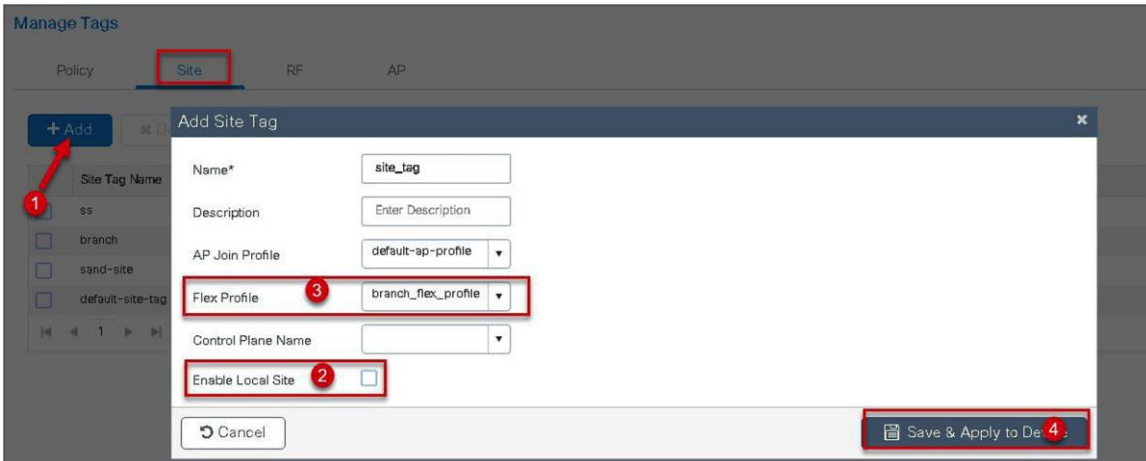 Manage Tags
Policy Site RF AP
+ Add ✖ D
Add Site Tag ✖
1
Site Tag Name
ss
branch
sand-site
default-site-tag
1
Name* site_tag
Description Enter Description
AP Join Profile default-ap-profile
Flex Profile 3 branch_flex_profile
Control Plane Name
Enable Local Site 2
Cancel
Save & Apply to De 4 e